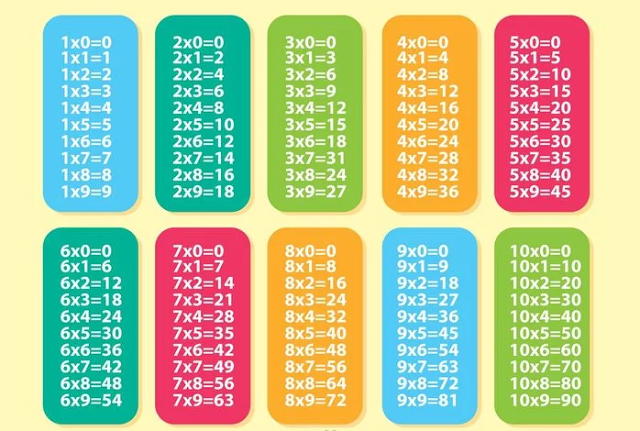 1x0=0
1x1=1
1x2=2
1x3=3
1x4=4
1x5=5
1x6=6
1x7=7
1x8=8
1x9=9
2x0=0
2x1=2
2x2=4
2x3=6
2x4=8
2x5=10
2x6=12
2x7=14
2x8=16
2x9=18
3x0=0
3x1=3
3x2=6
3x3=9
3x4=12
3x5=15
3x6=18
3x7=31
3x8=24
3x9=27
4x0=0
4x1=4
4x2=8
4x3=12
4x4=16
4x5=20
4x6=24
4x7=28
4x8=32
4x9=36
5x0=0
5x1=5
5x2=10
5x3=15
5x4=20
5x5=25
5x6=30
5x7=35
5x8=40
5x9=45
6x0=0
6x1=6
6x2=12
6x3=18
6x4=24
6x5=30
6x6=36
6x7=42
6x8=48
6x9=54
7x0=0
7x1=7
7x2=14
7x3=21
7x4=28
7x5=35
7x6=42
7x7=49
7x8=56
7x9=63
8x0=0
8x1=8
8x2=16
8x3=24
8x4=32
8x5=40
8x6=48
8x7=56
8x8=64
8x9=72
9x0=0
9x1=9
9x2=18
9x3=27
9x4=36
9x5=45
9x6=54
9x7=63
9x8=72
9x9=81
10x0=0
10x1=10
10x2=20
10x3=30
10x4=40
10x5=50
10x6=60
10x7=70
10x8=80
10x9=90